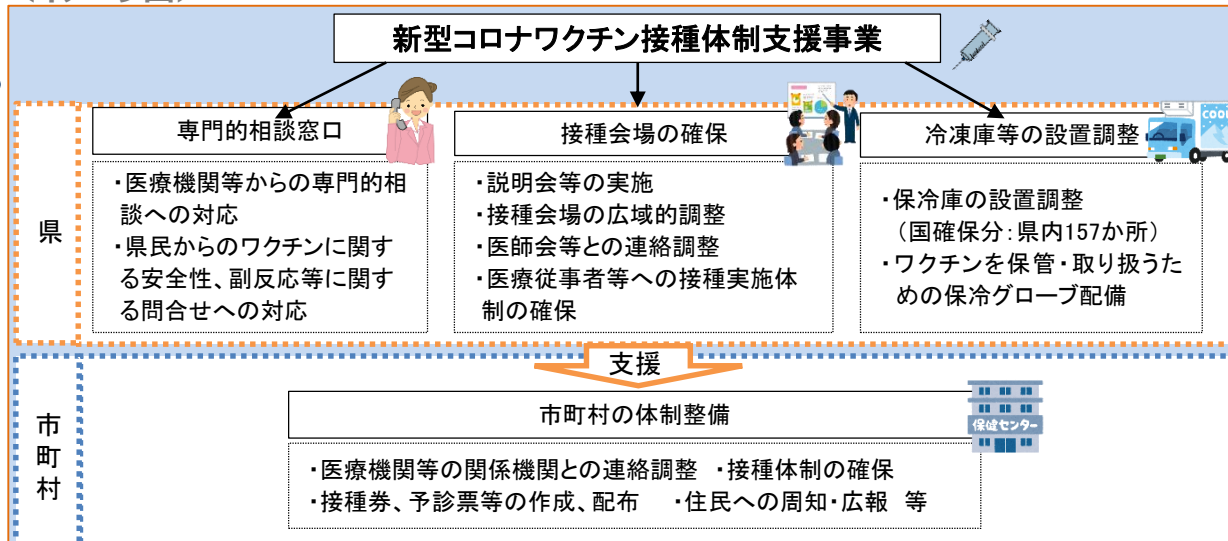 新型コロナワクチン接種体制支援事業
県
専門的相談窓口
・医療機関等からの専門的相
談への対応
・県民からのワクチンに関す
る安全性、副反応等に関す
る問合せへの対応
接種会場の確保
・説明会等の実施
・接種会場の広域的調整
・医師会等との連絡調整
・医療従事者等への接種実施体
制の確保
冷凍庫等の設置調整
COOL
・保冷庫の設置調整
（国確保分：県内157か所）
・ワクチンを保管・取り扱うた
めの保冷グローブ配備
支援
市町村
市町村の体制整備
保健センター
・医療機関等の関係機関との連絡調整　・接種体制の確保
・接種券、予診票等の作成、配布　・住民への周知・広報　等